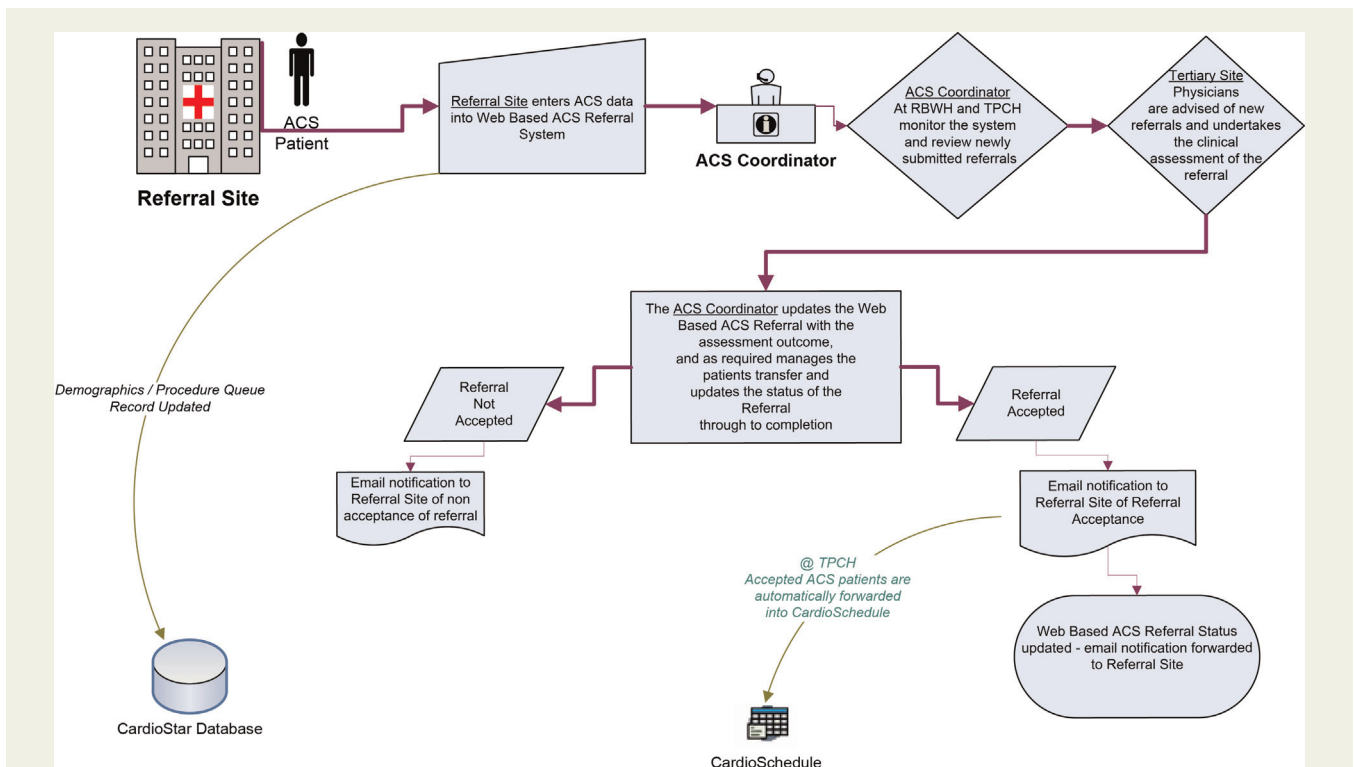 ACS
Patient
Referral Site
Referral Site enters ACS data
into Web Based ACS Referral
System
ACS Coordinator
ACS Coordinator
At RBWH and TPCH
monitor the system
and review newly
submitted referrals
Tertiary Site
Physicians
are advised of new
referrals and undertakes
the clinical
assessment of the
referral
The ACS Coordinator updates the Web
Based ACS Referral with the
assessment outcome,
and as required manages the
patients transfer and
updates the status of the
Referral
through to completion
Demographics / Procedure Queue
Record Updated
Referral
Not
Accepted
Referral
Accepted
Email notification to
Referral Site of non
acceptance of referral
Email notification to
Referral Site of Referral
Acceptance
@ TPCH
Accepted ACS patients are
automatically forwarded
into CardioSchedule
Web Based ACS Referral Status
updated - email notification forwarded
to Referral Site
CardioStar Database
CardioSchedule